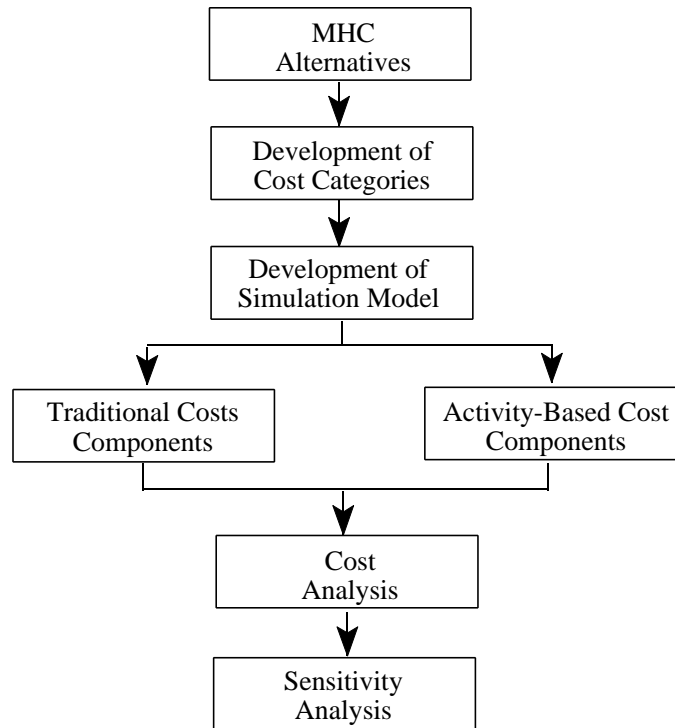 MHC
Alternatives
Development of
Cost Categories
Development of
Simulation Model
Traditional Costs
Components
Activity-Based Cost
Components
Cost
Analysis
Sensitivity
Analysis